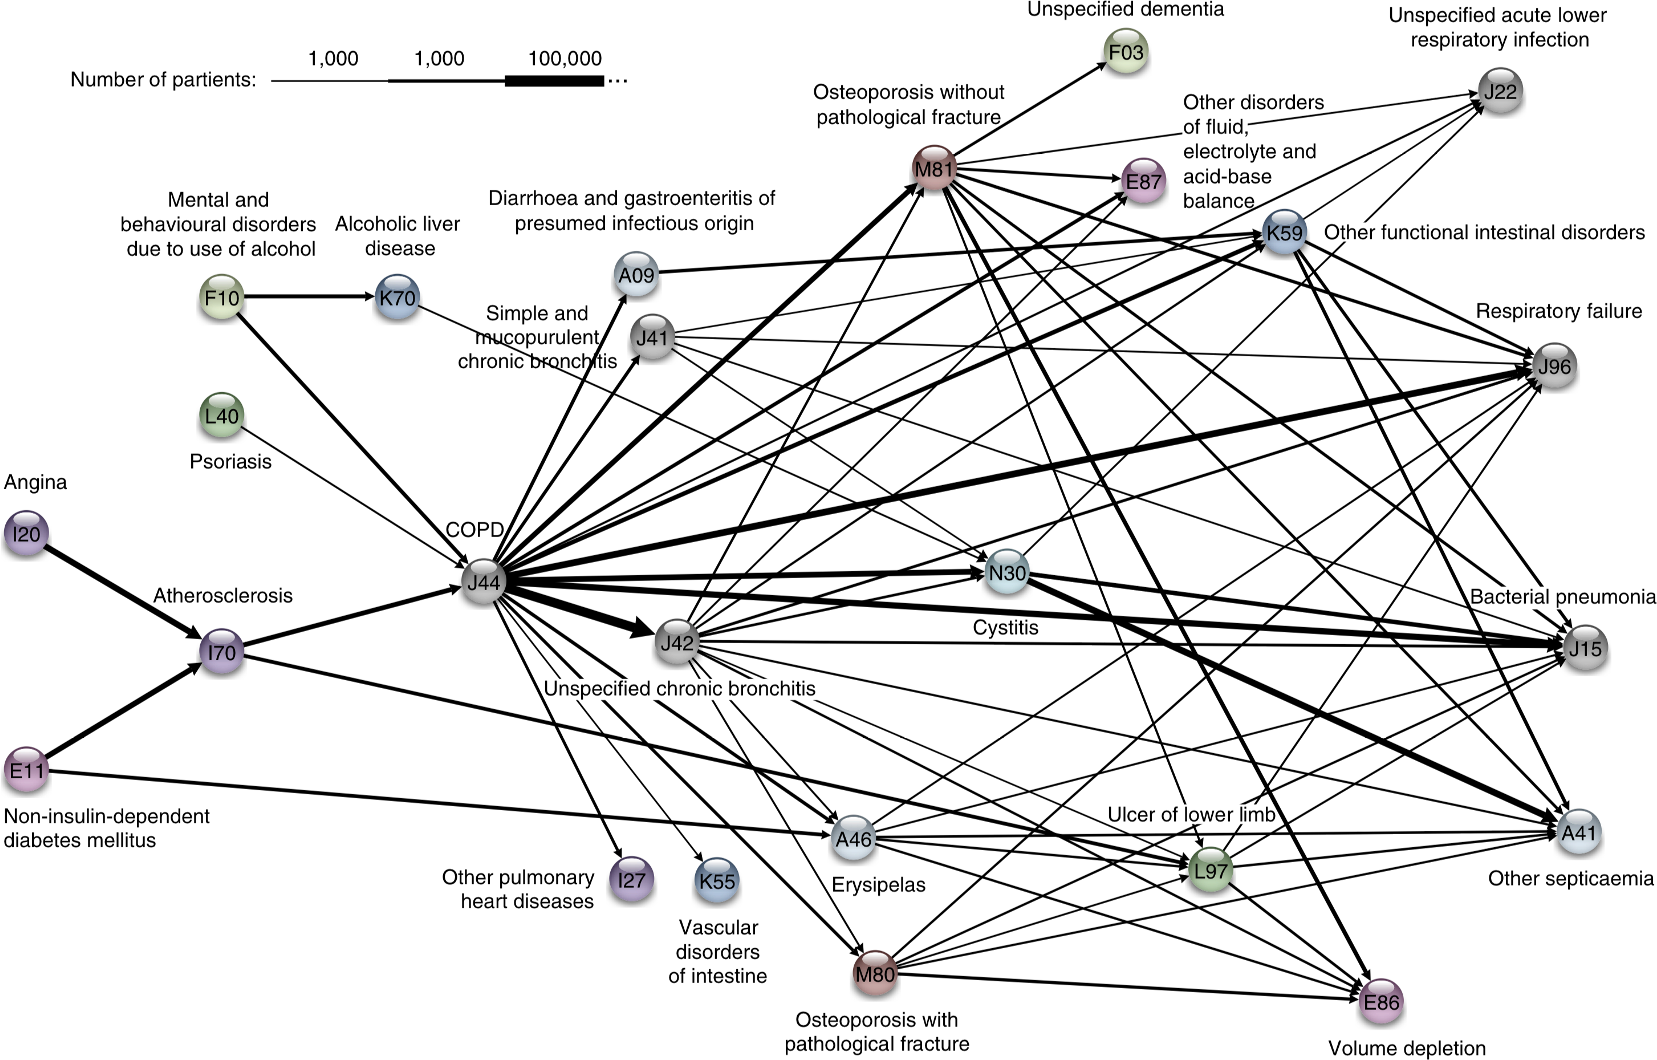 Unspecified dementia
F03
Unspecified acute lower
respiratory infection
J22
1,000
1,000
100,000
Number of partients:
Osteoporosis without
pathological fracture
M81
Other disorders
of fluid,
electrolyte and
acid-base
balance
E87
Mental and
behavioural disorders
due to use of alcohol
F10
Alcoholic liver
disease
K70
Diarrhoea and gastroenteritis of
presumed infectious origin
A09
K59
Other functional intestinal disorders
Simple and
mucopurulent
chronic bronchitis
J41
Respiratory failure
J96
L40
Psoriasis
Angina
I20
COPD
J44
N30
Cystitis
Atherosclerosis
I70
J42
Unspecified chronic bronchitis
Bacterial pneumonia
J15
E11
Non-insulin-dependent
diabetes mellitus
A46
Erysipelas
Ulcer of lower limb
L97
A41
Other septicaemia
Other pulmonary
heart diseases
I27
K55
Vascular
disorders
of intestine
M80
Osteoporosis with
pathological fracture
E86
Volume depletion